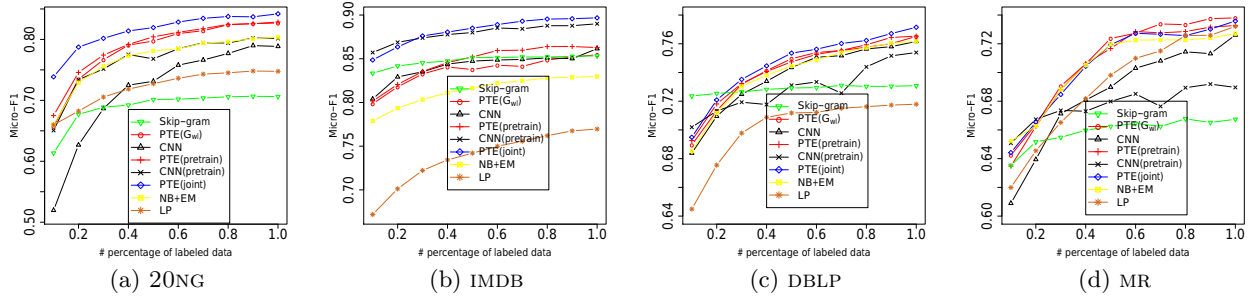 Micro-F1
0.50 0.60 0.70 0.80
0.2 0.4 0.6 0.8 1.0
# percentage of labeled data
Skip-gram
PTE(Gwl)
CNN
PTE(pretrain)
CNN(pretrain)
PTE(joint)
NB+EM
LP
(a) 20NG
Micro-F1
0.70 0.75 0.80 0.85 0.90
0.2 0.4 0.6 0.8 1.0
# percentage of labeled data
Skip-gram
PTE(Gwl)
CNN
PTE(pretrain)
CNN(pretrain)
PTE(joint)
NB+EM
LP
(b) IMDB
Micro-F1
0.64 0.68 0.72 0.76
0.2 0.4 0.6 0.8 1.0
# percentage of labeled data
Skip-gram
PTE(Gwl)
CNN
PTE(pretrain)
CNN(pretrain)
PTE(joint)
NB+EM
LP
(c) DBLP
Micro-F1
0.60 0.64 0.68 0.72
0.2 0.4 0.6 0.8 1.0
# percentage of labeled data
Skip-gram
PTE(Gwl)
CNN
PTE(pretrain)
CNN(pretrain)
PTE(joint)
NB+EM
LP
(d) MR